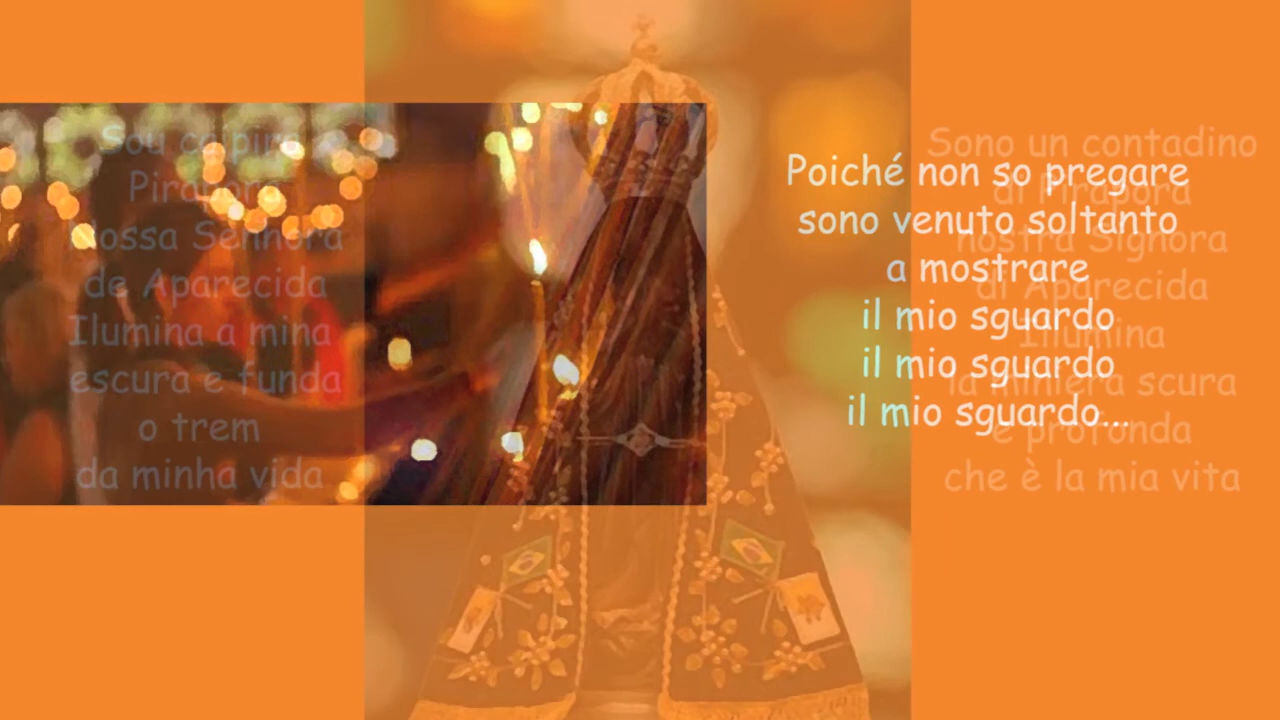 Sou caipira
Pirapora
nossa Senhora
de Aparecida
Ilumina a mina
escura e funda
o trem
da minha vida
Poiché non so pregare
sono venuto soltanto
a mostrare
il mio sguardo
il mio sguardo
il mio sguardo...
Sono un contadino
di Pirapora
nostra Signora
di Aparecida
Illumina
la miniera scura
e profonda
che è la mia vita